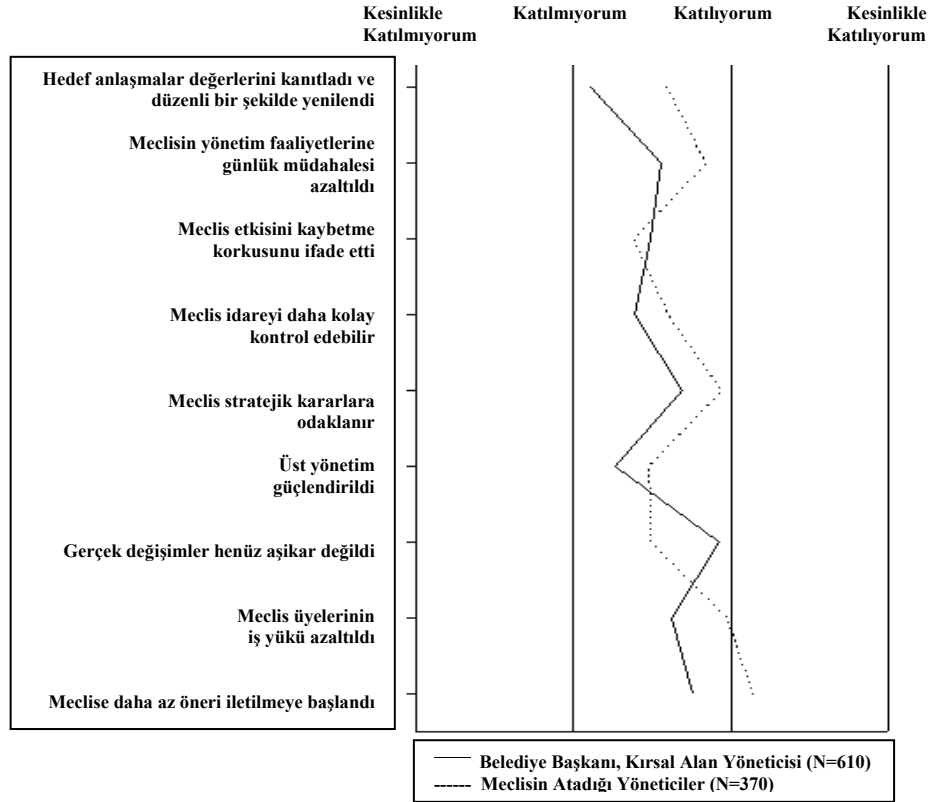 Kesinlikle Katılmıyorum Katılıyorum Kesinlikle
Katılmıyorum Katılıyorum
Hedef anlaşmalar değerlerini kanıtladı ve
düzenli bir şekilde yenilendi
Meclisin yönetim faaliyetlerine
günlük müdahalesi
azaltıldı
Meclis etkisini kaybetme
korkusunu ifade etti
Meclis idareyi daha kolay
kontrol edebilir
Meclis stratejik kararlara
odaklanır
Üst yönetim
güçlendirildi
Gerçek değişimler henüz aşikar değildi
Meclis üyelerinin
iş yükü azaltıldı
Meclise daha az öneri iletilmeye başlandı
Belediye Başkanı, Kırsal Alan Yöneticisi (N=610)
Meclisin Atadığı Yöneticiler (N=370)